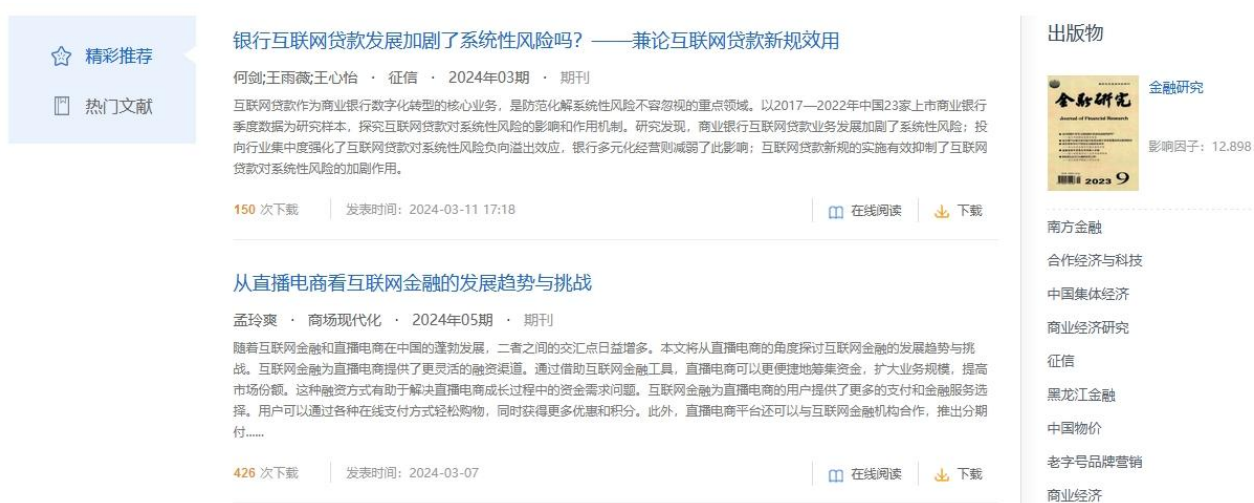 精彩推荐
热门文献
银行互联网贷款发展加剧了系统性风险吗？——兼论互联网贷款新规效用
何剑;王雨薇;王心怡 · 征信 · 2024年03期 · 期刊
互联网贷款作为商业银行数字化转型的核心业务，是防范化解系统性风险不容忽视的重点领域。以2017—2022年中国23家上市商业银行
季度数据为研究样本，探究互联网贷款对系统性风险的影响和作用机制。研究发现，商业银行互联网贷款业务发展加剧了系统性风险；投
向行业集中度强化了互联网贷款对系统性风险负向溢出效应，银行多元化经营则减弱了此影响；互联网贷款新规的实施有效抑制了互联网
贷款对系统性风险的加剧作用。
150 次下载 发表时间：2024-03-11 17:18 在线阅读 下载
从直播电商看互联网金融的发展趋势与挑战
孟玲爽 · 商场现代化 · 2024年05期 · 期刊
随着互联网金融和直播电商在中国的蓬勃发展，二者之间的交汇点日益增多。本文将从直播电商的角度探讨互联网金融的发展趋势与挑
战。互联网金融为直播电商提供了更灵活的融资渠道。通过借助互联网金融工具，直播电商可以更便捷地筹集资金，扩大业务规模，提高
市场份额。这种融资方式有助于解决直播电商成长过程中的资金需求问题。互联网金融为直播电商的用户提供了更多的支付和金融服务选
择。用户可以通过各种在线支付方式轻松购物，同时获得更多优惠和积分。此外，直播电商平台还可以与互联网金融机构合作，推出分期
付......
426 次下载 发表时间：2024-03-07 在线阅读 下载
出版物
金融研究
Journal of Financial Research
2023 9
金融研究
影响因子：12.898
南方金融
合作经济与科技
中国集体经济
商业经济研究
征信
黑龙江金融
中国物价
老字号品牌营销
商业经济